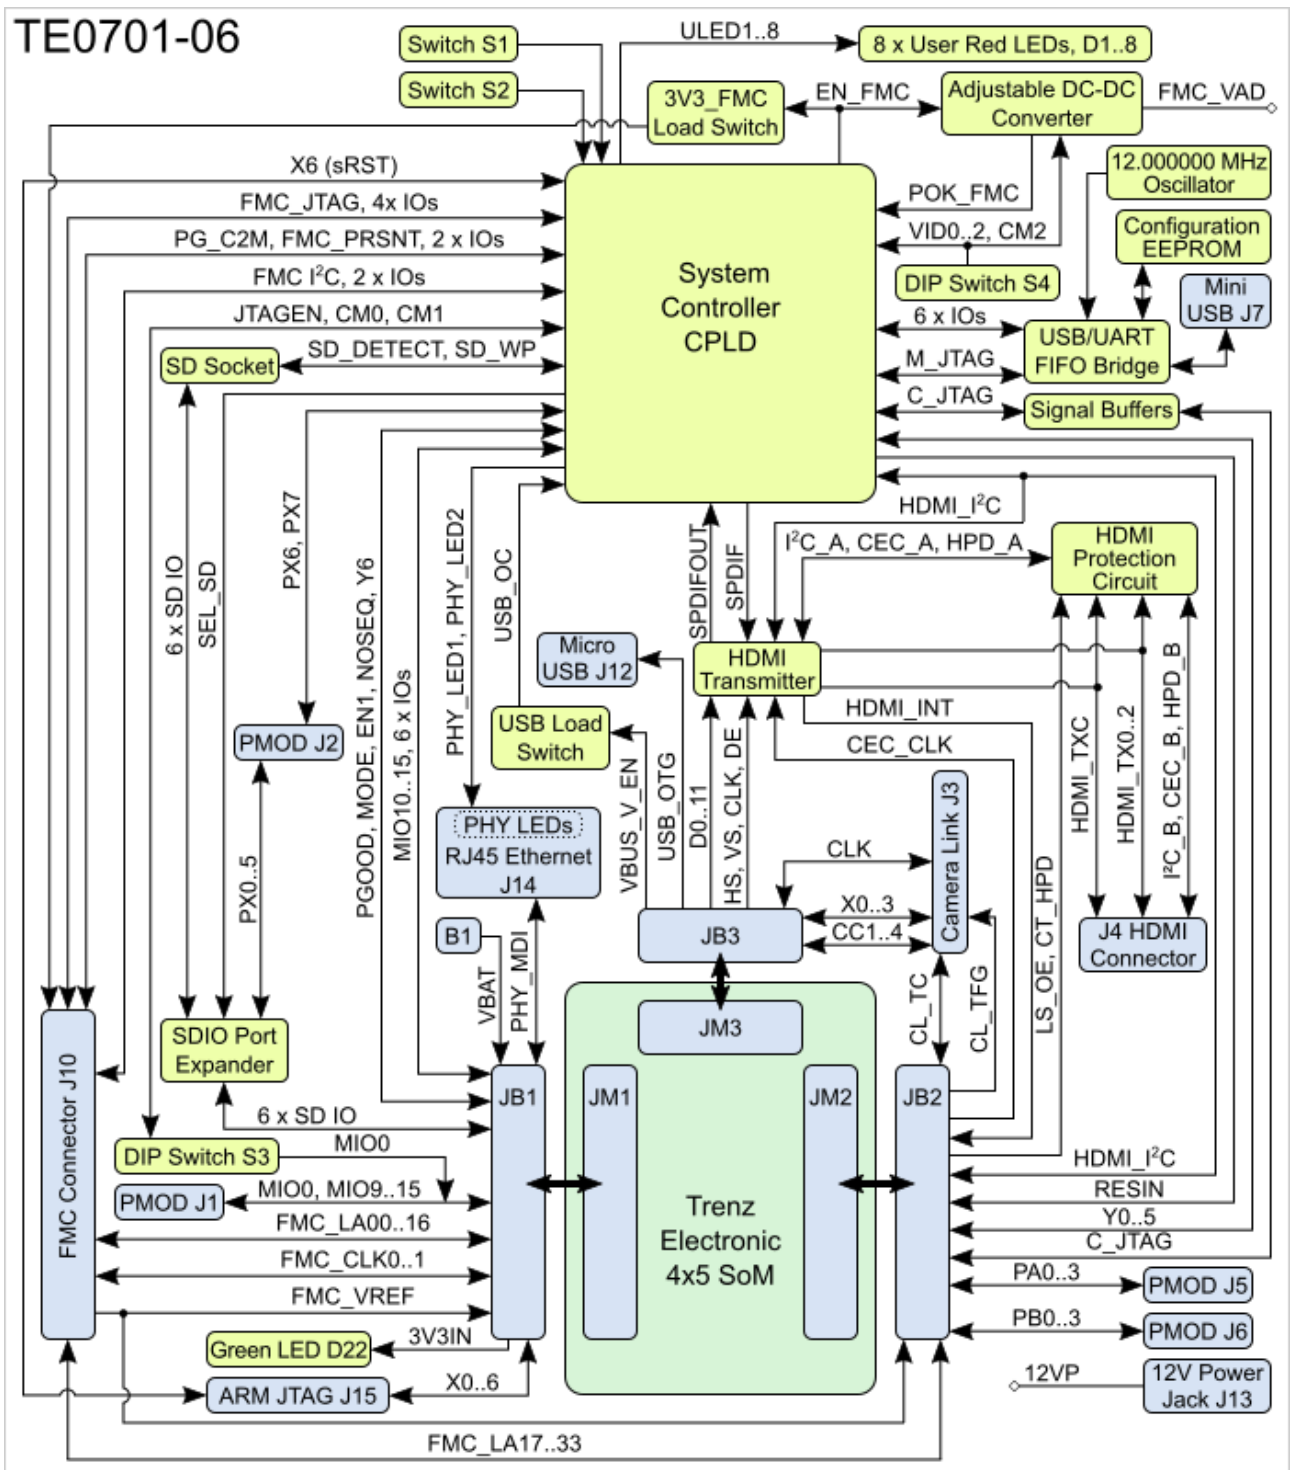 TE0701-06
Switch S1
ULED1..8
8 x User Red LEDs, D1..8
Switch S2
3V3_FMC
Load Switch
EN_FMC
Adjustable DC-DC
Converter
FMC_VAD
X6 (sRST)
12.000000 MHz
Oscillator
FMC_JTAG, 4x IOs
POK_FMC
PG_C2M, FMC_PRSNT, 2 x IOs
VID0..2, CM2
Configuration
EEPROM
FMC I²C, 2 x IOs
System
Controller
CPLD
DIP Switch S4
Mini
USB J7
JTAGEN, CM0, CM1
6 x IOs
USB/UART
FIFO Bridge
SD_DETECT, SD_WP
SD Socket
M_JTAG
C_JTAG
Signal Buffers
HDMI_I²C
6 x SD IO
SEL_SD
PX6, PX7
PGOOD, MODE, EN1, NOSEQ, Y6
MIO10..15, 6 x IOs
PHY_LED1, PHY_LED2
USB_OC
SPDIFOUT
SPDIF
I²C_A, CEC_A, HPD_A
HDMI
Protection
Circuit
Micro
USB J12
HDMI
Transmitter
HDMI_INT
CEC_CLK
HDMI_TXC
HDMI_TX0..2
I²C_B, CEC_B, HPD_B
PMOD J2
USB Load
Switch
VBUS_V_EN
USB_OTG
D0..11
HS, VS, CLK, DE
PHY LEDs
RJ45 Ethernet
J14
CLK
Camera Link J3
PX0..5
X0..3
CC1..4
B1
JB3
J4 HDMI
Connector
VBAT
PHY_MDI
CL_TC
CL_TFG
LS_OE, CT_HPD
SDIO Port
Expander
JM3
FMC Connector J10
JB1
JM1
JM2
JB2
6 x SD IO
DIP Switch S3
MIO0
HDMI_I²C
PMOD J1
MIO0, MIO9..15
RESIN
FMC_LA00..16
Trenz
Electronic
4x5 SoM
Y0..5
C_JTAG
FMC_CLK0..1
PA0..3
PMOD J5
FMC_VREF
PB0..3
PMOD J6
Green LED D22
3V3IN
ARM JTAG J15
X0..6
12VP
12V Power
Jack J13
FMC_LA17..33